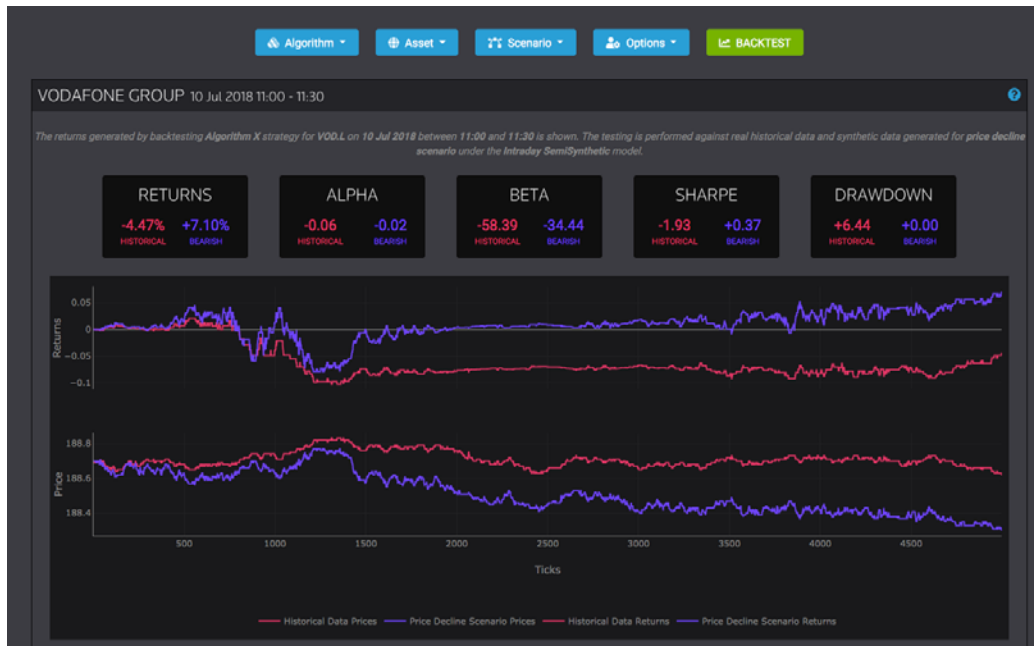 Algorithm
Asset
Scenario
Options
BACKTEST
VODAFONE GROUP 10 Jul 2018 11:00 - 11:30
The returns generated by backtesting Algorithm X strategy for VOD.L on 10 Jul 2018 between 11:00 and 11:30 is shown. The testing is performed against real historical data and synthetic data generated for price decline
scenario under the Intraday SemiSynthetic model.
RETURNS
-4.47% +7.10%
HISTORICAL BEARISH
ALPHA
-0.06 -0.02
HISTORICAL BEARISH
BETA
-58.39 -34.44
HISTORICAL BEARISH
SHARPE
-1.93 +0.37
HISTORICAL BEARISH
DRAWDOWN
+6.44 +0.00
HISTORICAL BEARISH
Returns
0.05
0
−0.05
−0.1
Price
188.8
188.6
188.4
500 1000 1500 2000 2500 3000 3500 4000 4500
Ticks
Historical Data Prices Price Decline Scenario Prices Historical Data Returns Price Decline Scenario Returns